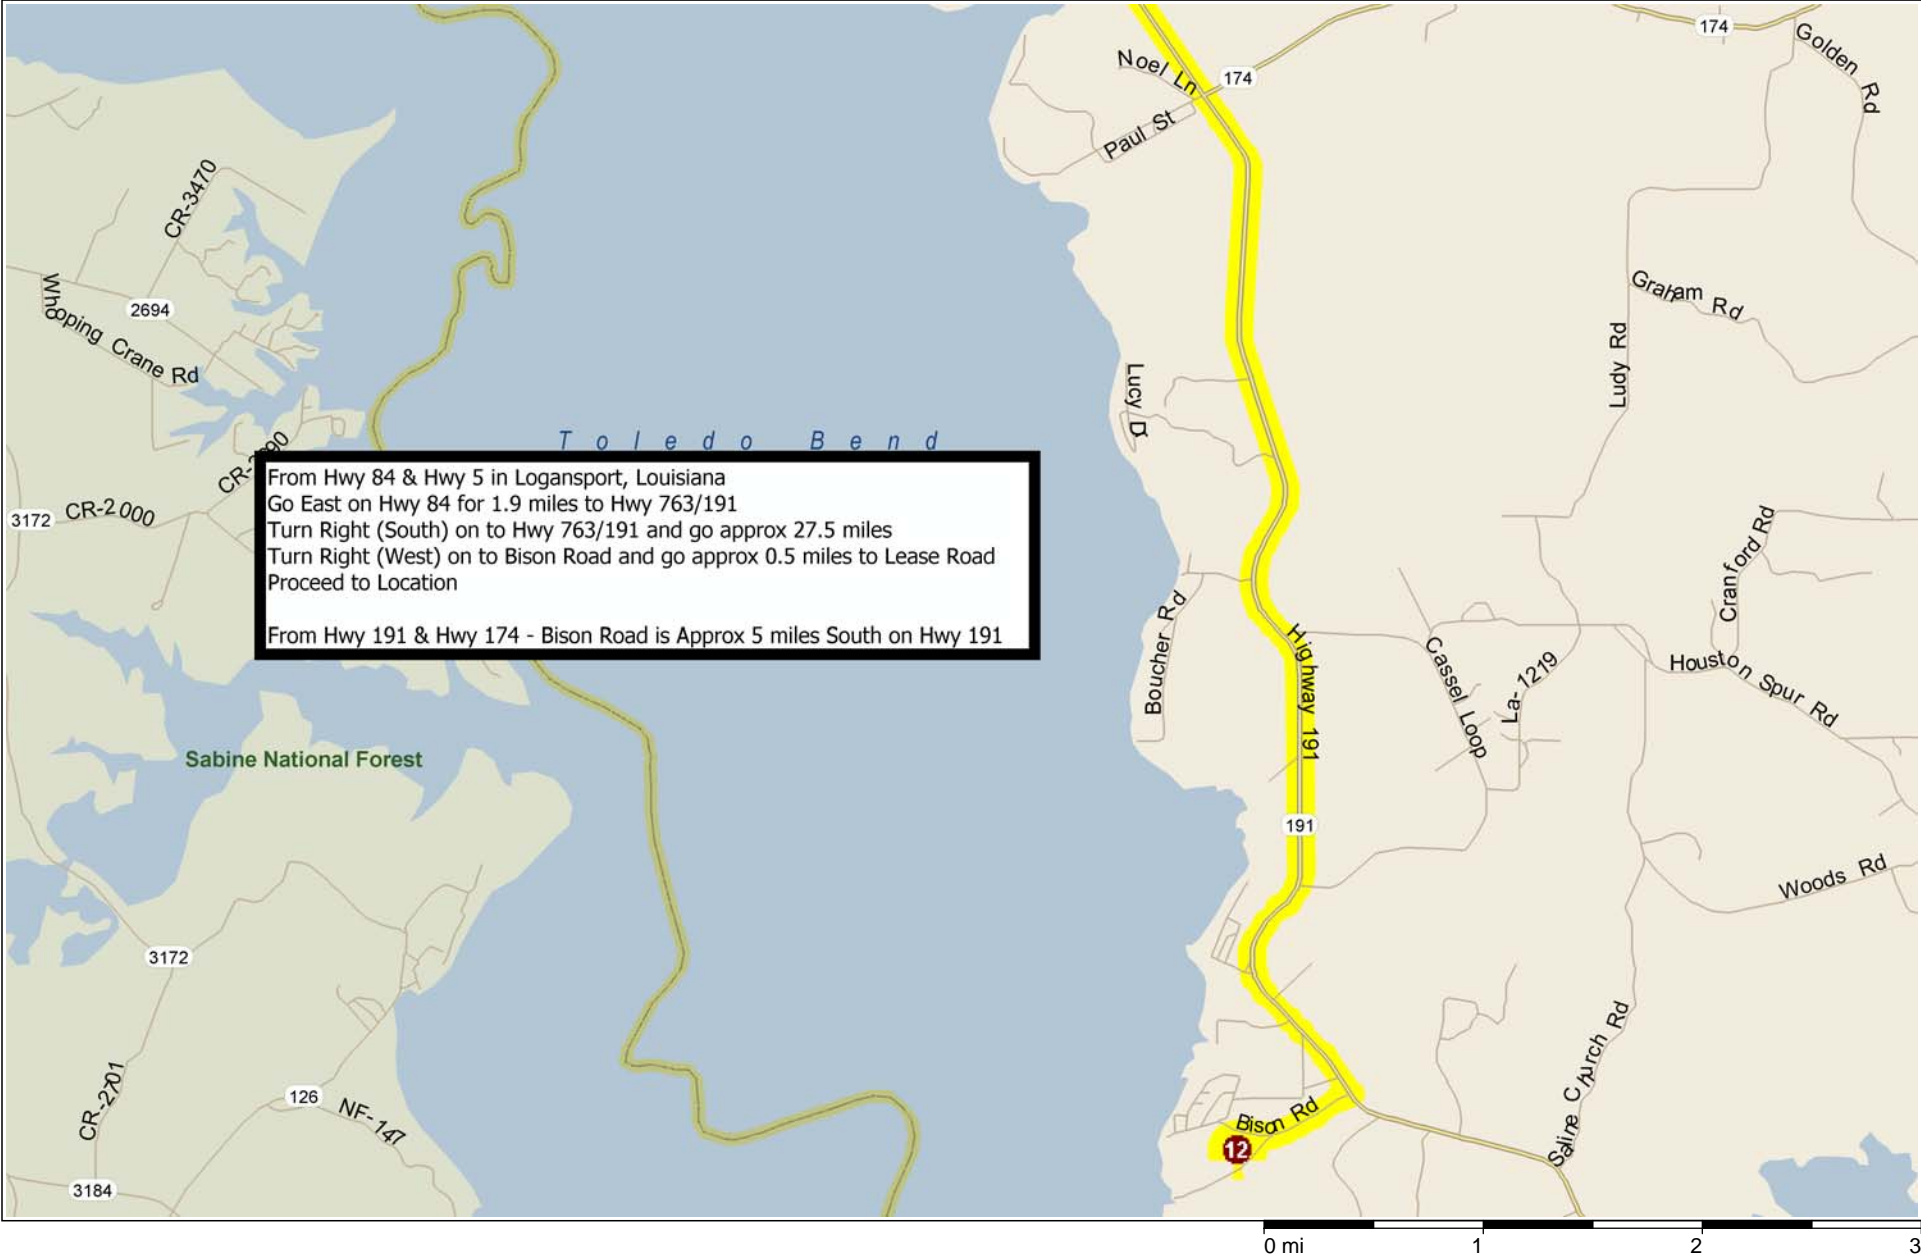 174
Golden Rd
Noel Ln
174
Paul St
CR-3470
Whooping Crane Rd
2694
Graham Rd
Ludy Rd
Lucy Dr
Toledo Bend
From Hwy 84 & Hwy 5 in Logansport, Louisiana
Go East on Hwy 84 for 1.9 miles to Hwy 763/191
Turn Right (South) on to Hwy 763/191 and go approx 27.5 miles
Turn Right (West) on to Bison Road and go approx 0.5 miles to Lease Road
Proceed to Location
From Hwy 191 & Hwy 174 - Bison Road is Approx 5 miles South on Hwy 191
3172
CR-2000
Cranford Rd
Boucher Rd
Highway 191
Cassel Loop
La-1219
Houston Spur Rd
Sabine National Forest
191
Woods Rd
3172
Saline Church Rd
CR-2701
126
NF-147
Bison Rd
12
3184
0 mi
1
2
3